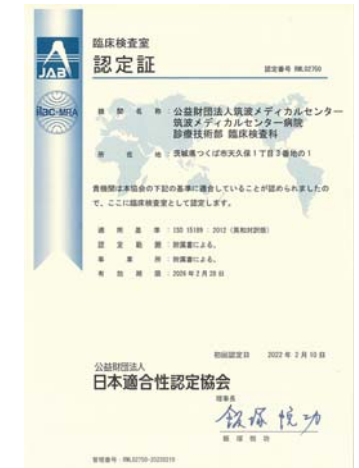 JAB
ilac-MRA
臨床検査室
認定証
認定番号 RML02760
機関名称：公益財団法人筑波メディカルセンター
筑波メディカルセンター病院
診療技術部 臨床検査科
所在地：茨城県つくば市天久保1丁目3番地の1
貴機関は本協会の下記の基準に適合していることが認められましたの
で、ここに臨床検査室として認定します。
適用基準：ISO 15189：2012（英和対訳版）
認定範囲：附属書による。
事業所：附属書による。
有効期限：2026年2月28日
初回認定日 2022年2月10日
公益財団法人
日本適合性認定協会
理事長
飯塚悦功
飯塚悦功